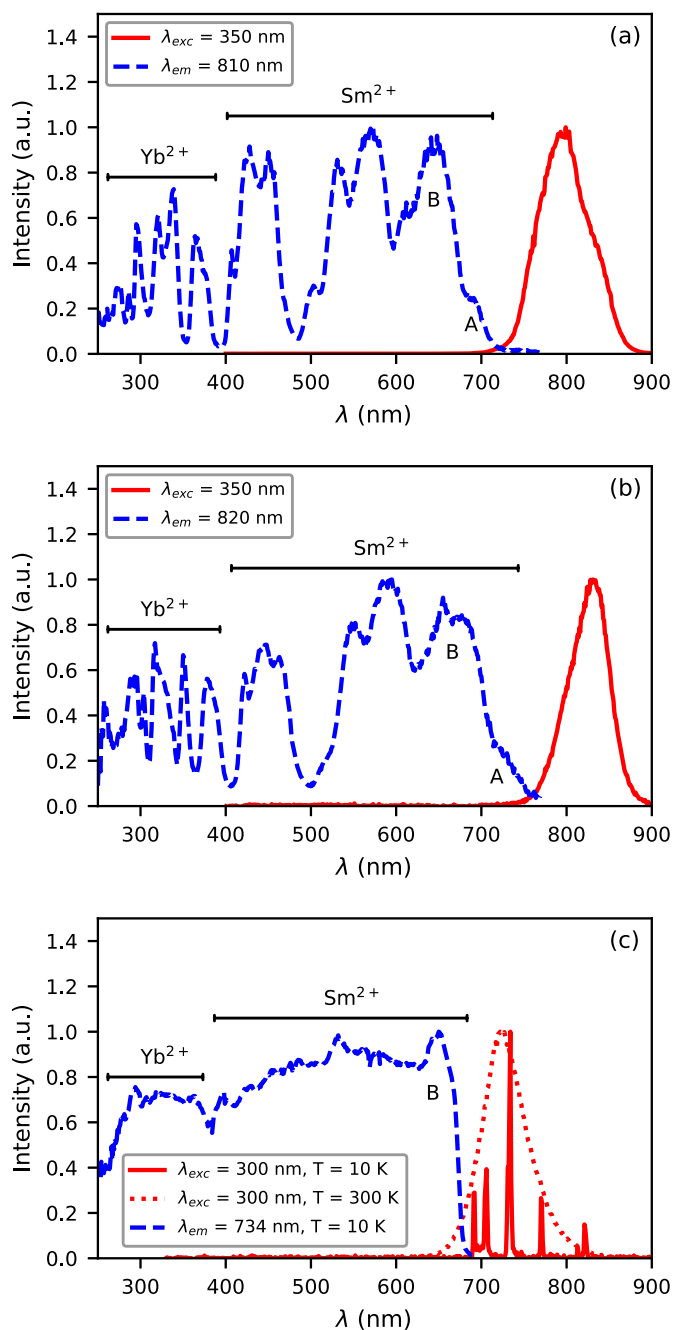 (a)
λexc = 350 nm
λem = 810 nm
Sm²⁺
Yb²⁺
B
A
Intensity (a.u.)
1.4
1.2
1.0
0.8
0.6
0.4
0.2
0.0
300 400 500 600 700 800 900
λ (nm)
(b)
λexc = 350 nm
λem = 820 nm
Sm²⁺
Yb²⁺
B
A
Intensity (a.u.)
1.4
1.2
1.0
0.8
0.6
0.4
0.2
0.0
300 400 500 600 700 800 900
λ (nm)
(c)
Sm²⁺
Yb²⁺
B
λexc = 300 nm, T = 10 K
λexc = 300 nm, T = 300 K
λem = 734 nm, T = 10 K
Intensity (a.u.)
1.4
1.2
1.0
0.8
0.6
0.4
0.2
0.0
300 400 500 600 700 800 900
λ (nm)